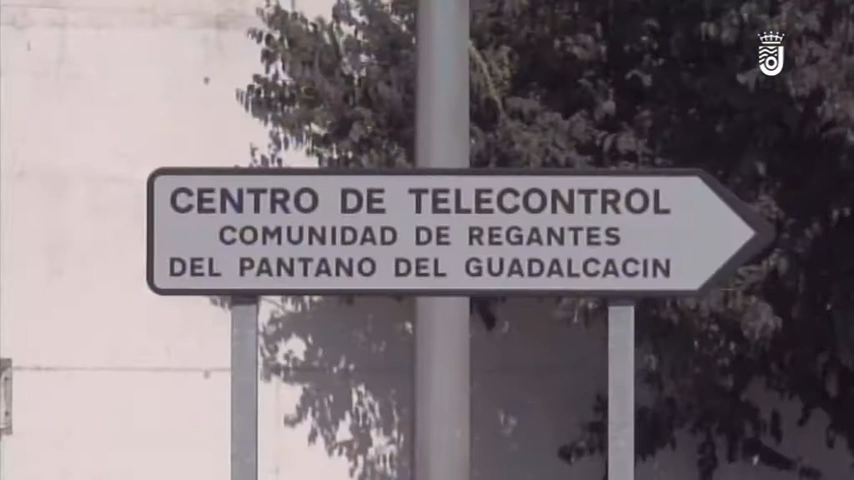 CENTRO DE TELECONTROL
COMUNIDAD DE REGANTES
DEL PANTANO DEL GUADALCACIN